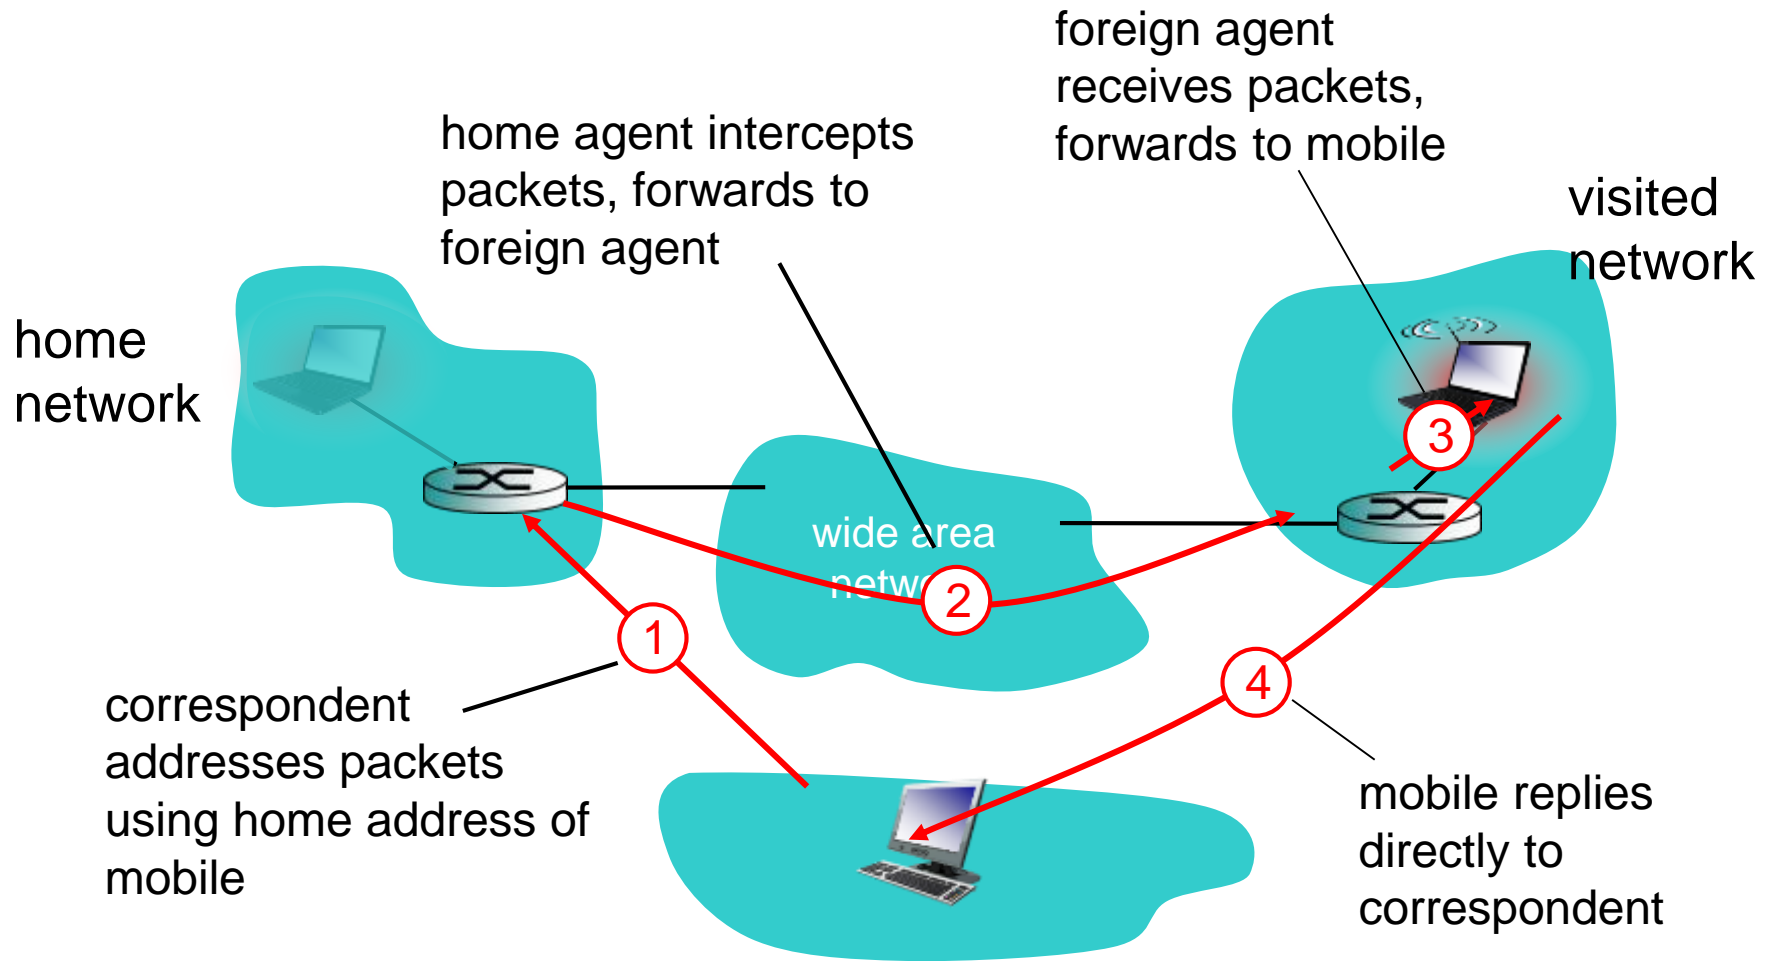 foreign agent
receives packets,
forwards to mobile
home agent intercepts
packets, forwards to
foreign agent
visited
network
home
network
wide area
network
3
2
1
4
correspondent
addresses packets
using home address of
mobile
mobile replies
directly to
correspondent